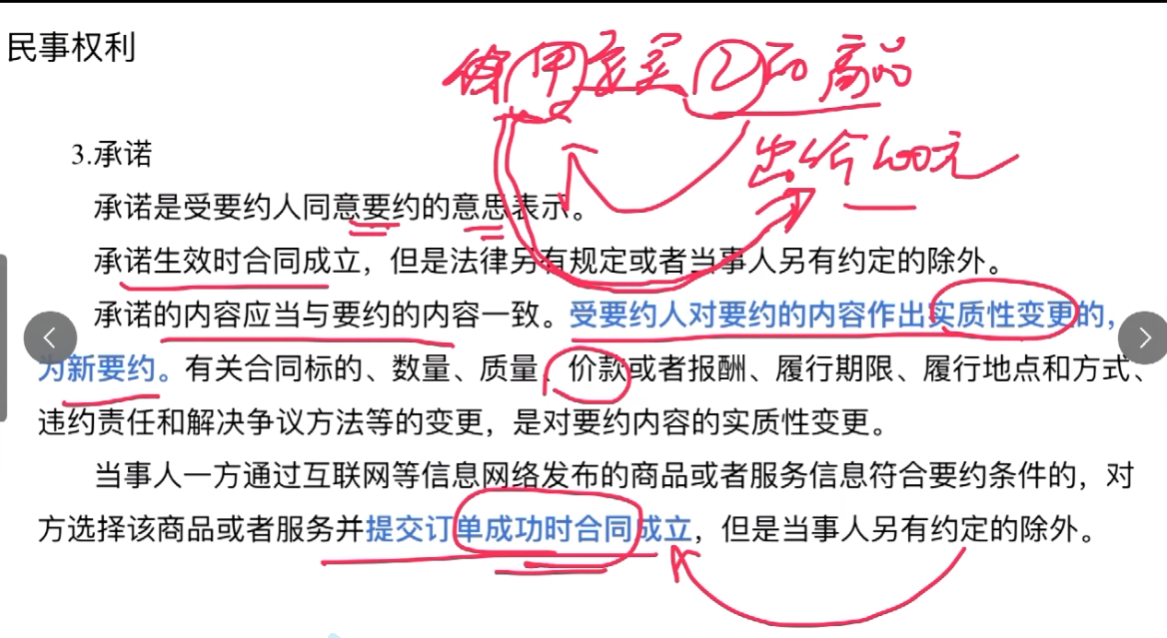 民事权利
甲要买②的商品
出价100元
3.承诺
承诺是受要约人同意要约的意思表示。
承诺生效时合同成立，但是法律另有规定或者当事人另有约定的除外。
承诺的内容应当与要约的内容一致。受要约人对要约的内容作出实质性变更的，
为新要约。有关合同标的、数量、质量、价款或者报酬、履行期限、履行地点和方式、
违约责任和解决争议方法等的变更，是对要约内容的实质性变更。
当事人一方通过互联网等信息网络发布的商品或者服务信息符合要约条件的，对
方选择该商品或者服务并提交订单成功时合同成立，但是当事人另有约定的除外。